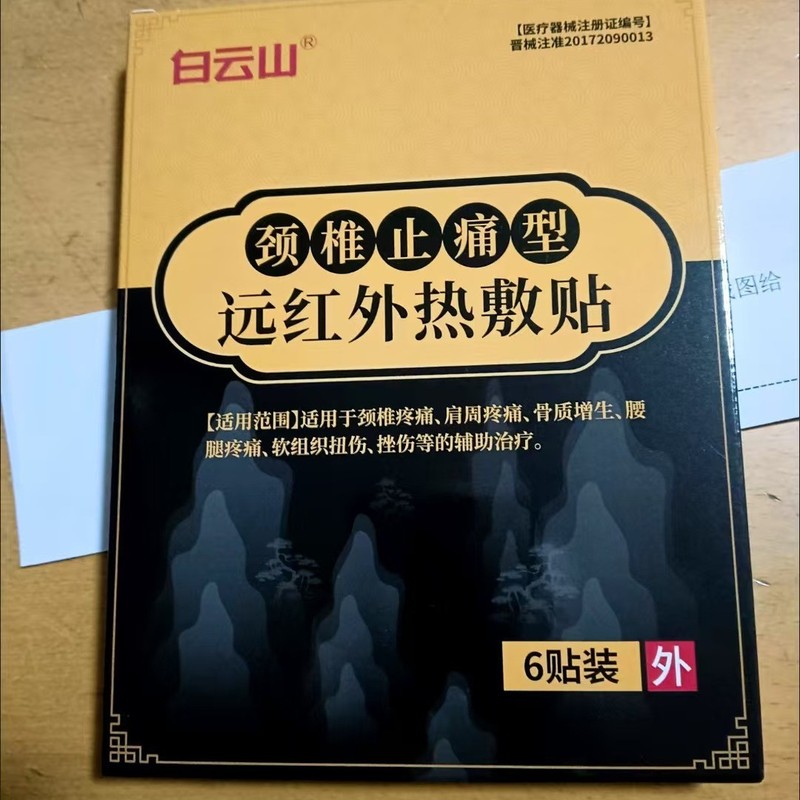 白云山®
【医疗器械注册证编号】
晋械注准20172090013
颈椎止痛型
远红外热敷贴
【适用范围】适用于颈椎疼痛、肩周疼痛、骨质增生、腰
腿疼痛、软组织扭伤、挫伤等的辅助治疗。
6贴装
外
图给